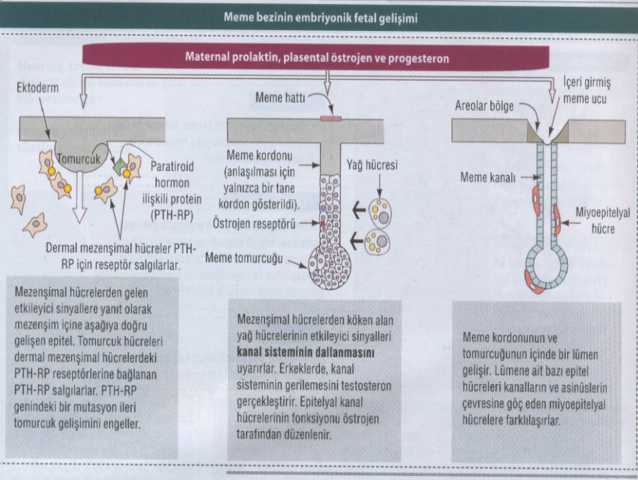 Meme bezinin embriyonik fetal gelişimi
Maternal prolaktin, plasental östrojen ve progesteron
Ektoderm
Tomurcuk
Paratiroid
hormon
ilişkili protein
(PTH-RP)
Dermal mezenşimal hücreler PTH-
RP için reseptör salgılarlar.
Mezenşimal hücrelerden gelen
etkileyici sinyallere yanıt olarak
mezenşim içine aşağıya doğru
gelişen epitel. Tomurcuk hücreleri
dermal mezenşimal hücrelerdeki
PTH-RP reseptörlerine bağlanan
PTH-RP salgılarlar. PTH-RP
genindeki bir mutasyon ileri
tomurcuk gelişimini engeller.
Meme hattı
Meme kordonu
(anlaşılması için
yalnızca bir tane
kordon gösterildi).
Östrojen reseptörü
Meme tomurcuğu
Yağ hücresi
Mezenşimal hücrelerden köken alan
yağ hücrelerinin etkileyici sinyalleri
kanal sisteminin dallanmasını
uyarırlar. Erkeklerde, kanal
sisteminin gerilemesini testosteron
gerçekleştirir. Epitelyal kanal
hücrelerinin fonksiyonu östrojen
tarafından düzenlenir.
Areolar bölge
İçeri girmiş
meme ucu
Meme kanalı
Miyoepitelyal
hücre
Meme kordonunun ve
tomurcuğunun içinde bir lümen
gelişir. Lümene ait bazı epitel
hücreleri kanalların ve asinüslerin
çevresine göç eden miyoepitelyal
hücrelere farklılaşırlar.